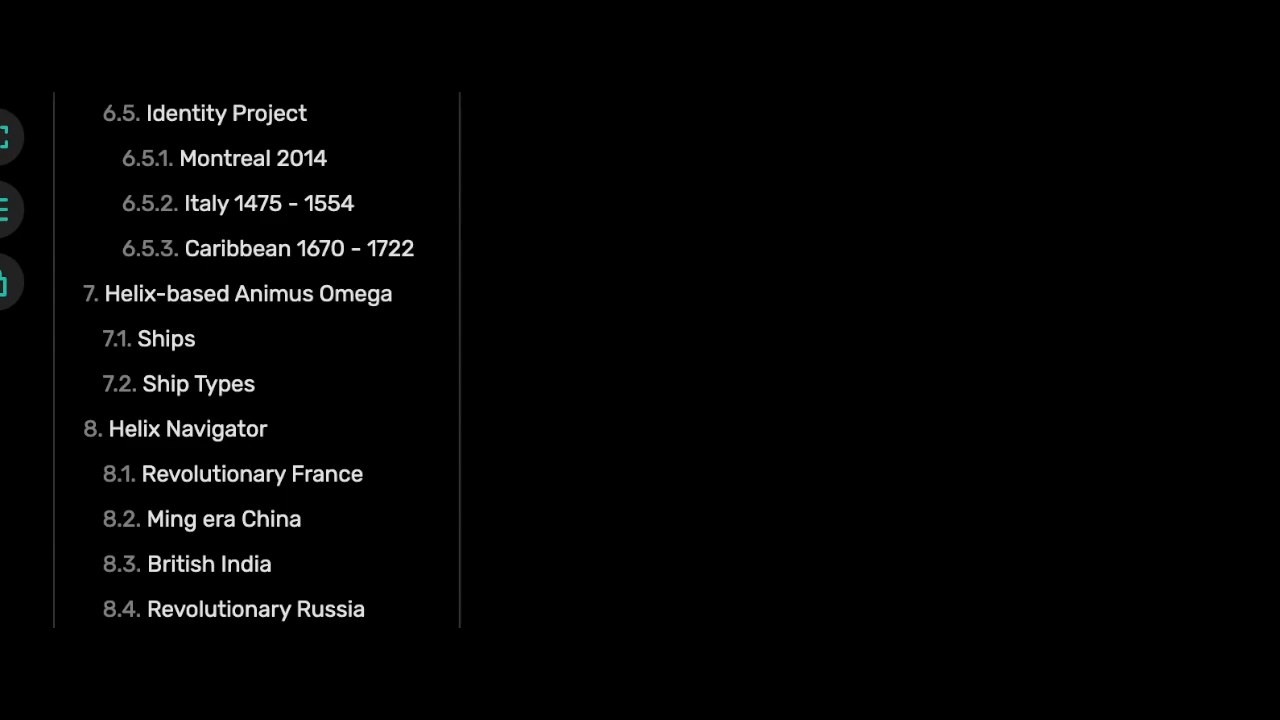 6.5. Identity Project
6.5.1. Montreal 2014
6.5.2. Italy 1475 - 1554
6.5.3. Caribbean 1670 - 1722
7. Helix-based Animus Omega
7.1. Ships
7.2. Ship Types
8. Helix Navigator
8.1. Revolutionary France
8.2. Ming era China
8.3. British India
8.4. Revolutionary Russia